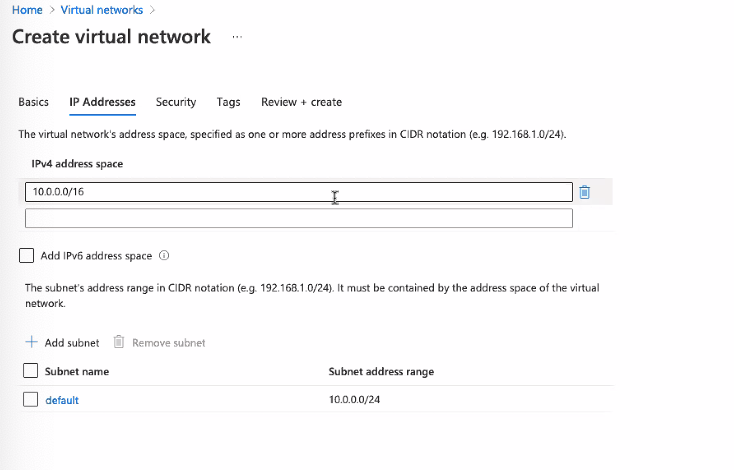 Home > Virtual networks >
Create virtual network ...
Basics IP Addresses Security Tags Review + create
The virtual network's address space, specified as one or more address prefixes in CIDR notation (e.g. 192.168.1.0/24).
IPv4 address space
10.0.0.0/16
Add IPv6 address space
The subnet's address range in CIDR notation (e.g. 192.168.1.0/24). It must be contained by the address space of the virtual
network.
+ Add subnet Remove subnet
Subnet name Subnet address range
default 10.0.0.0/24